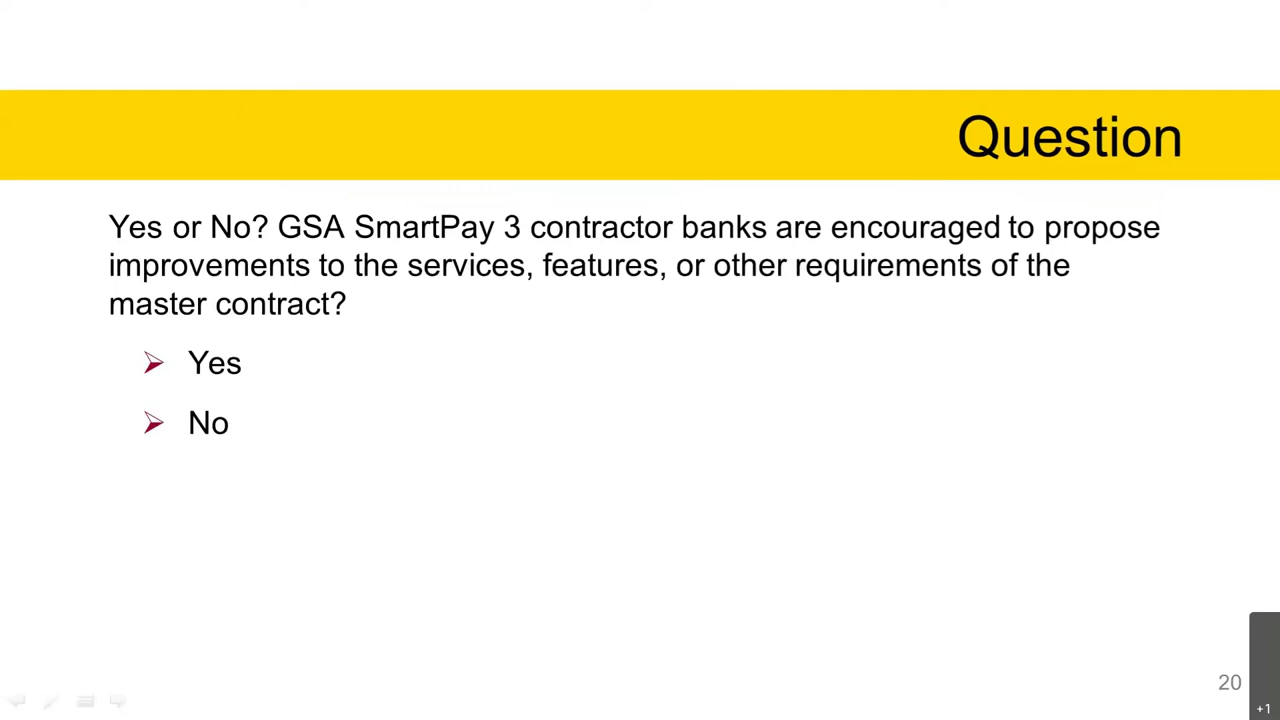 Question
Yes or No? GSA SmartPay 3 contractor banks are encouraged to propose
improvements to the services, features, or other requirements of the
master contract?
Yes
No
20
+1